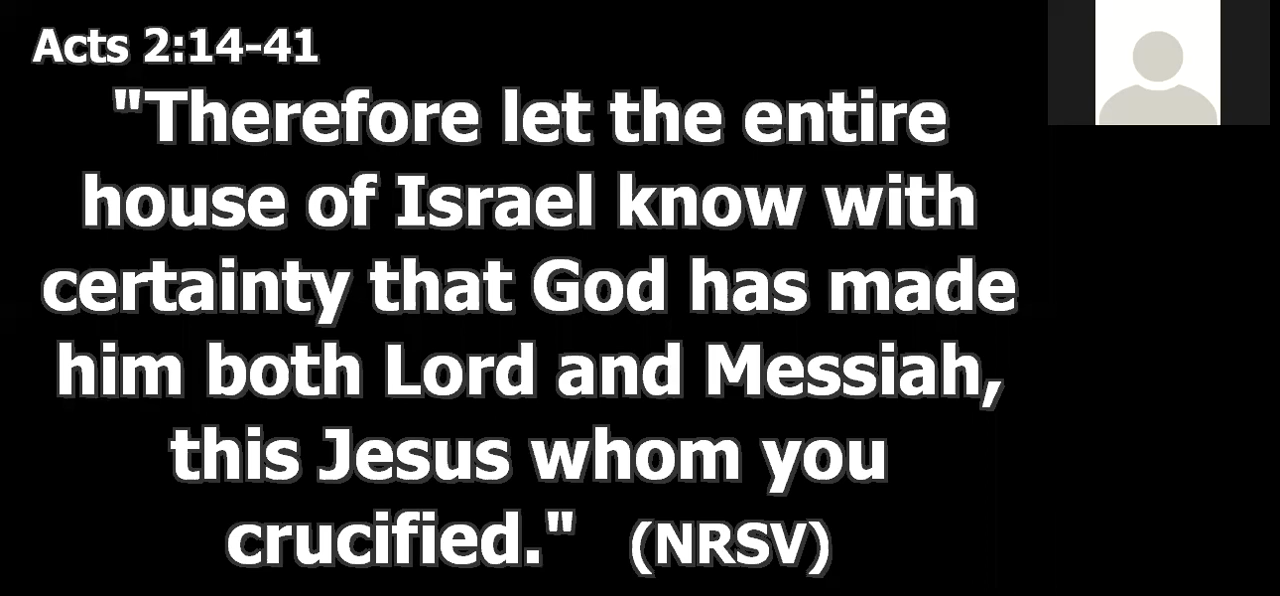 Acts 2:14-41
"Therefore let the entire
house of Israel know with
certainty that God has made
him both Lord and Messiah,
this Jesus whom you
crucified." (NRSV)